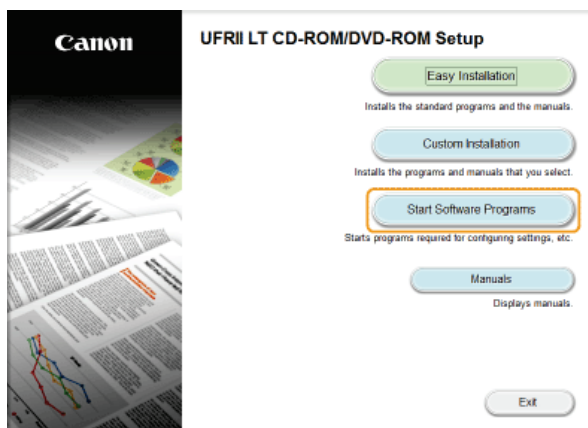 Canon
UFRII LT CD-ROM/DVD-ROM Setup
Easy Installation
Installs the standard programs and the manuals.
Custom Installation
Installs the programs and manuals that you select.
Start Software Programs
Starts programs required for configuring settings, etc.
Manuals
Displays manuals.
Exit